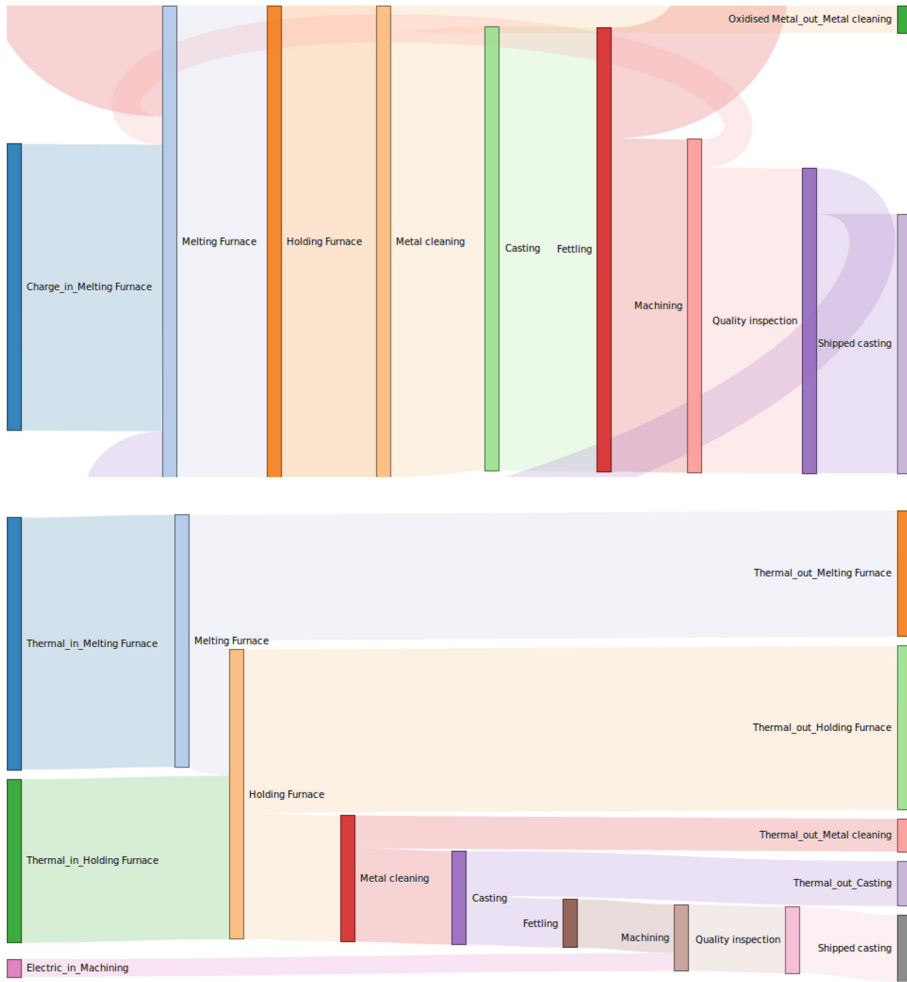 Oxidised Metal_out_Metal cleaning
Melting Furnace
Holding Furnace
Metal cleaning
Casting
Fettling
Charge_in_Melting Furnace
Machining
Quality inspection
Shipped casting
Thermal_out_Melting Furnace
Thermal_in_Melting Furnace
Melting Furnace
Thermal_out_Holding Furnace
Holding Furnace
Thermal_out_Metal cleaning
Thermal_in_Holding Furnace
Metal cleaning
Thermal_out_Casting
Casting
Fettling
Machining
Quality inspection
Shipped casting
Electric_in_Machining